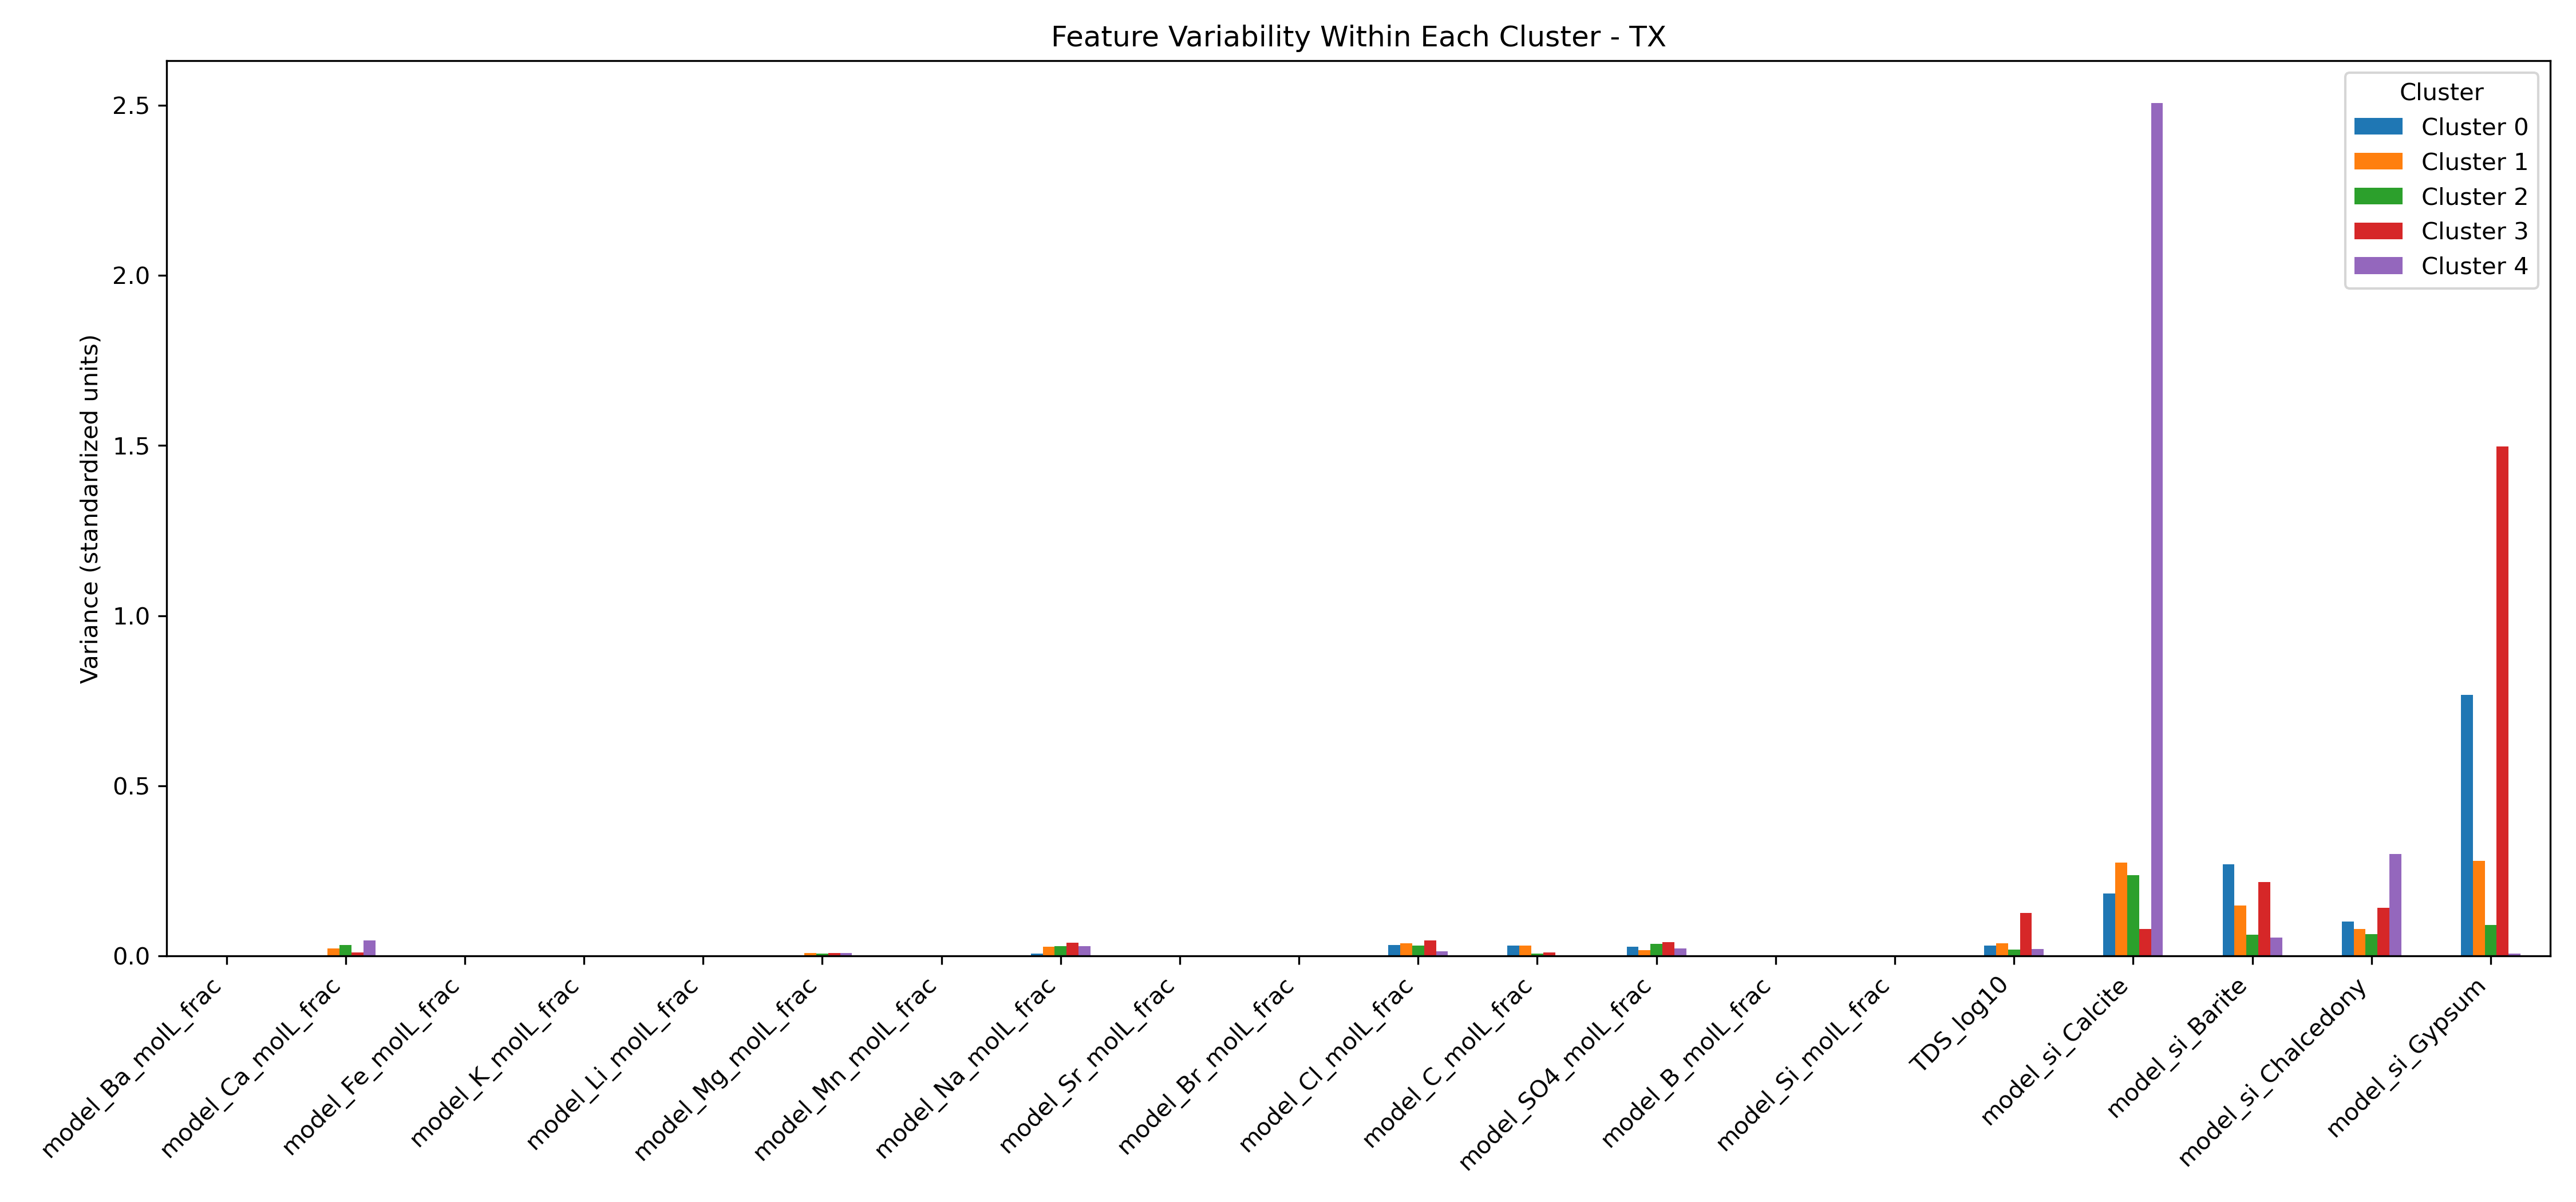 Feature Variability Within Each Cluster - TX
Variance (standardized units)
2.5
2.0
1.5
1.0
0.5
0.0
Cluster
Cluster 0
Cluster 1
Cluster 2
Cluster 3
Cluster 4
model_Ba_molL_frac
model_Ca_molL_frac
model_Fe_molL_frac
model_K_molL_frac
model_Li_molL_frac
model_Mg_molL_frac
model_Mn_molL_frac
model_Na_molL_frac
model_Sr_molL_frac
model_Br_molL_frac
model_Cl_molL_frac
model_C_molL_frac
model_SO4_molL_frac
model_B_molL_frac
model_Si_molL_frac
TDS_log10
model_si_Calcite
model_si_Barite
model_si_Chalcedony
model_si_Gypsum